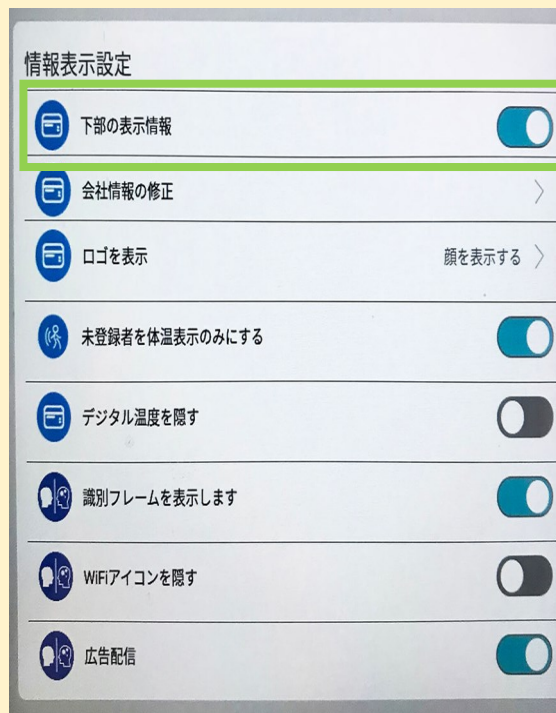 情報表示設定
下部の表示情報
会社情報の修正
ロゴを表示 顔を表示する
未登録者を体温表示のみにする
デジタル温度を隠す
識別フレームを表示します
WiFiアイコンを隠す
広告配信